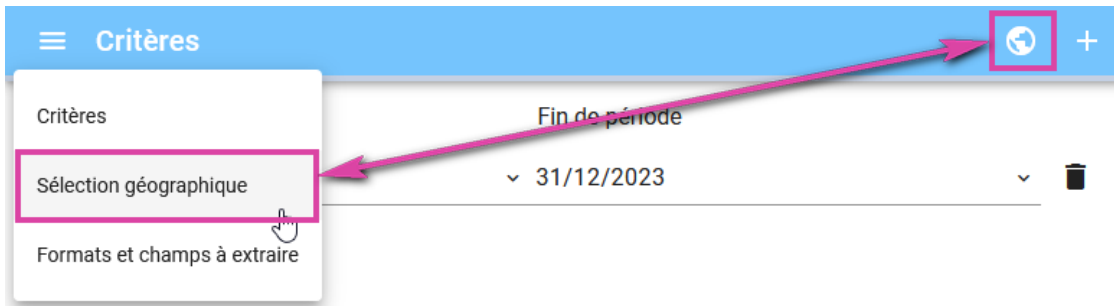 Critères
Critères
Fin de période
Sélection géographique
31/12/2023
Formats et champs à extraire